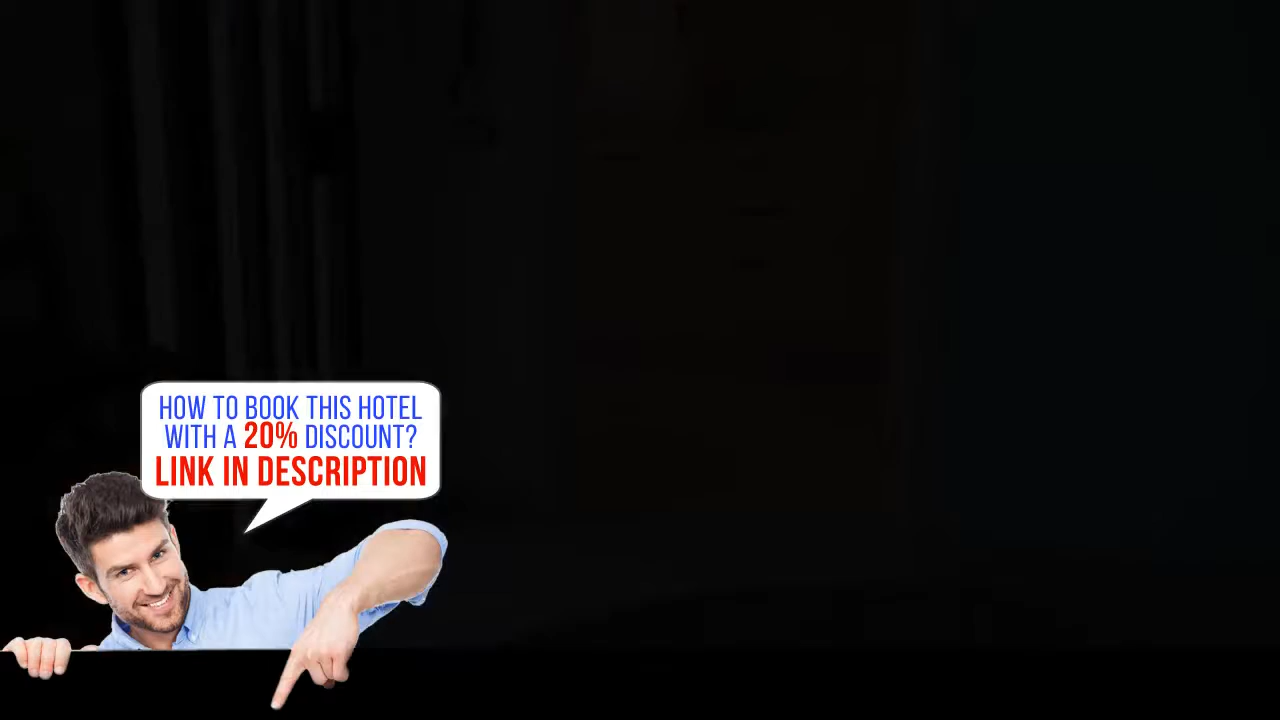 HOW TO BOOK THIS HOTEL
WITH A 20% DISCOUNT?
LINK IN DESCRIPTION